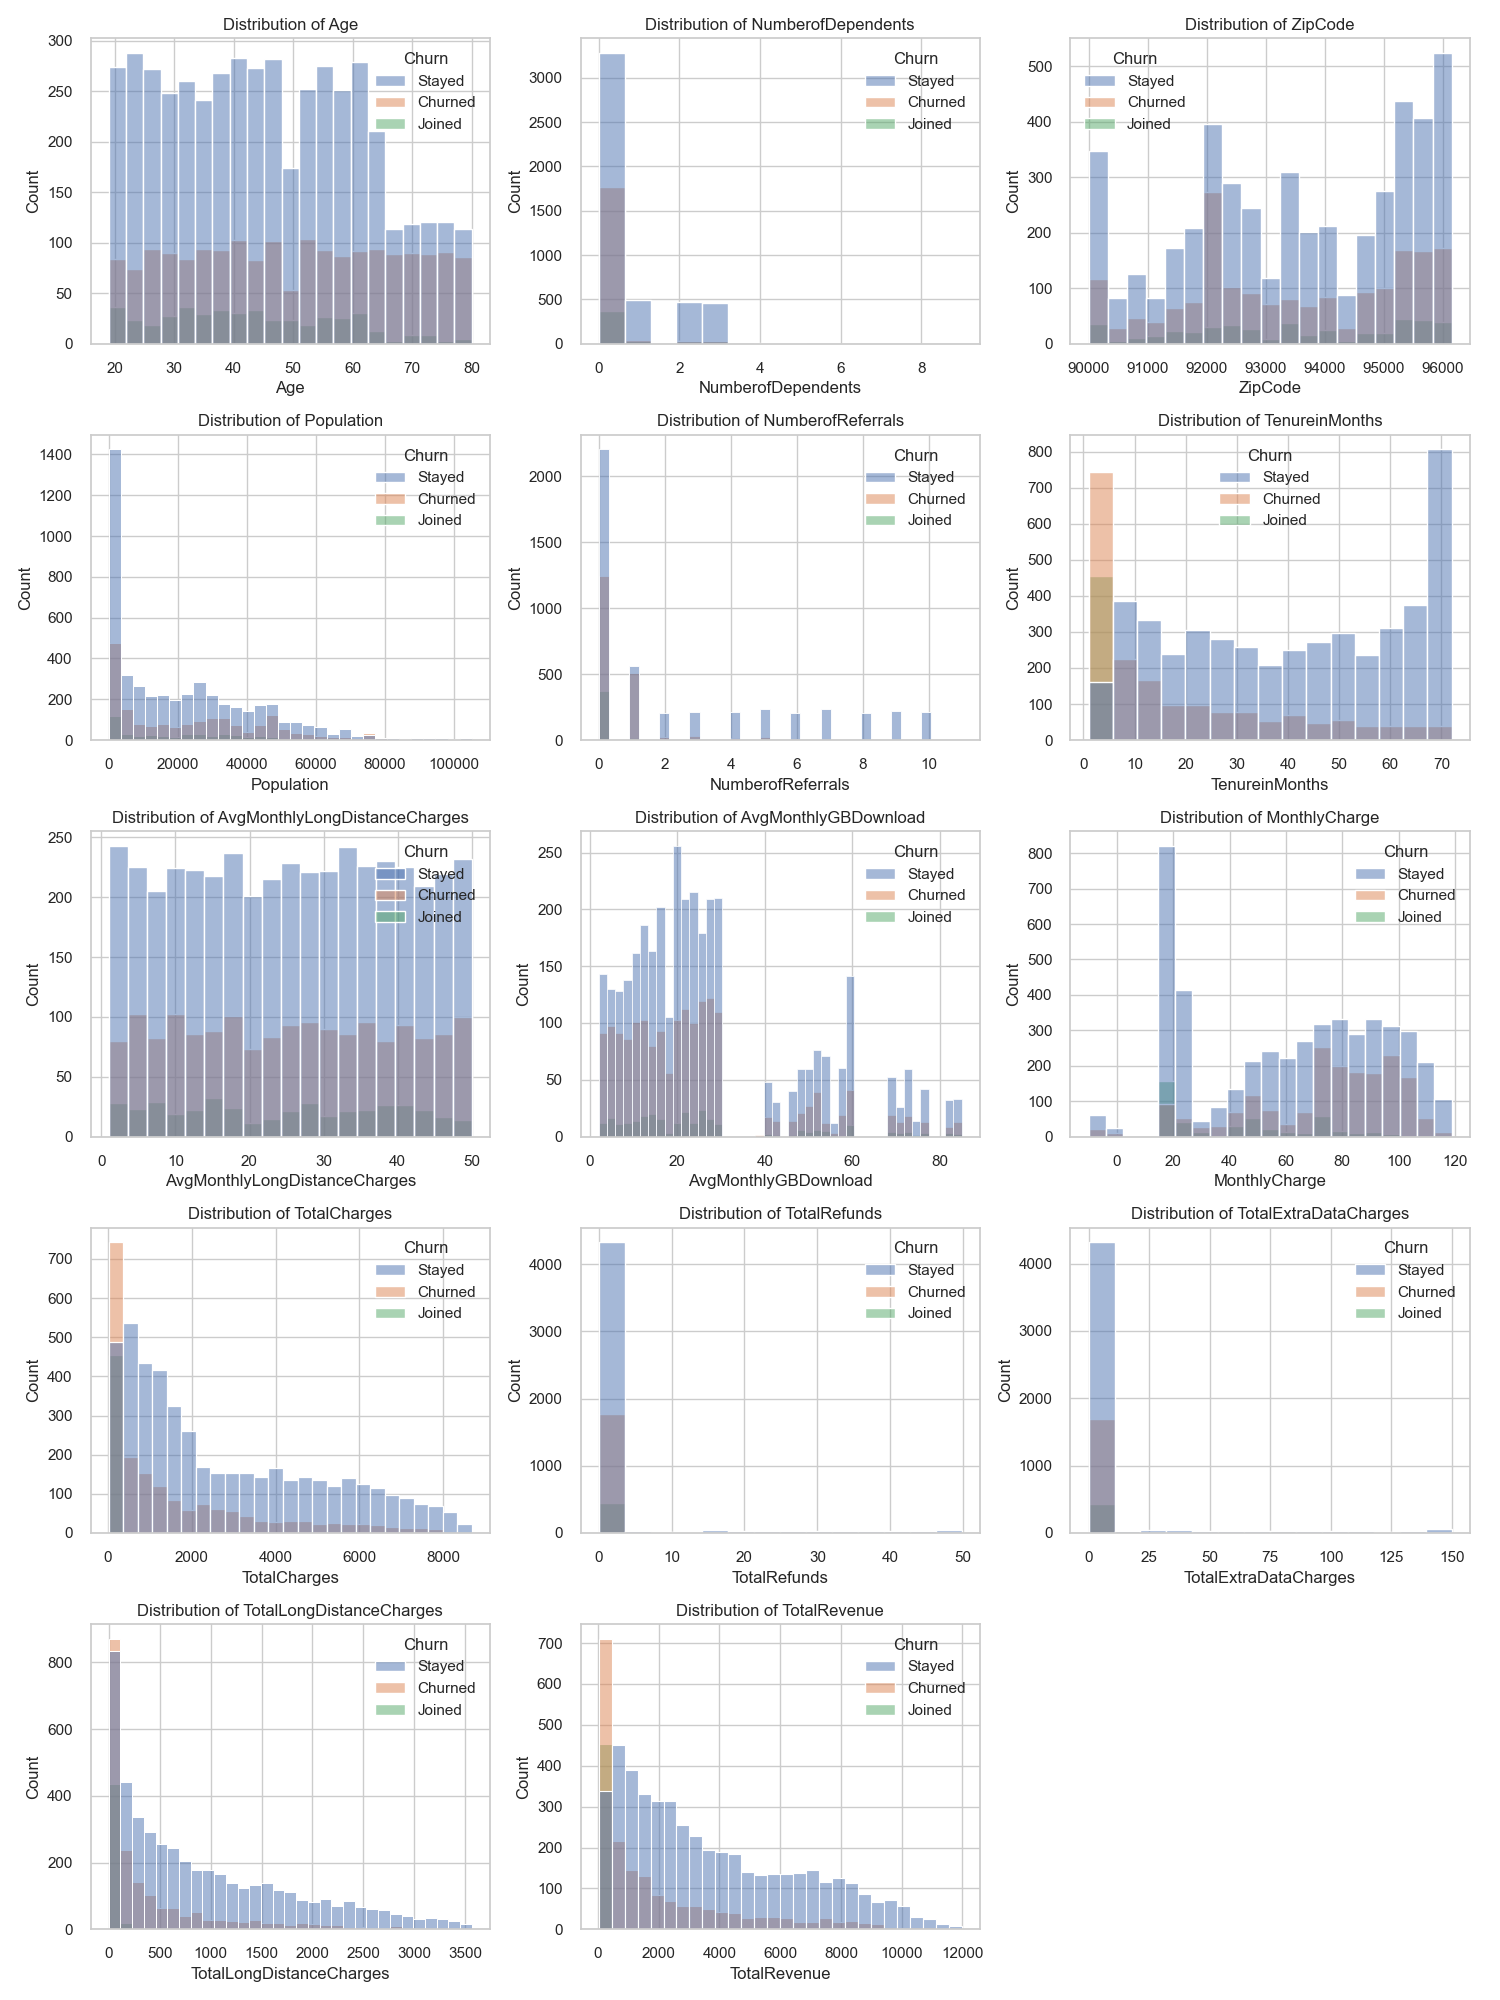 Distribution of Age
Churn
Stayed
Churned
Joined
300
250
200
150
100
50
0
Count
20 30 40 50 60 70 80
Age
Distribution of NumberofDependents
Churn
Stayed
Churned
Joined
3000
2500
2000
1500
1000
500
0
Count
0 2 4 6 8
NumberofDependents
Distribution of ZipCode
Churn
Stayed
Churned
Joined
500
400
300
200
100
0
Count
90000 91000 92000 93000 94000 95000 96000
ZipCode
Distribution of Population
Churn
Stayed
Churned
Joined
1400
1200
1000
800
600
400
200
0
Count
0 20000 40000 60000 80000 100000
Population
Distribution of NumberofReferrals
Churn
Stayed
Churned
Joined
2000
1500
1000
500
0
Count
0 2 4 6 8 10
NumberofReferrals
Distribution of TenureinMonths
Churn
Stayed
Churned
Joined
800
700
600
500
400
300
200
100
0
Count
0 10 20 30 40 50 60 70
TenureinMonths
Distribution of AvgMonthlyLongDistanceCharges
Churn
Stayed
Churned
Joined
250
200
150
100
50
0
Count
0 10 20 30 40 50
AvgMonthlyLongDistanceCharges
Distribution of AvgMonthlyGBDownload
Churn
Stayed
Churned
Joined
250
200
150
100
50
0
Count
0 20 40 60 80
AvgMonthlyGBDownload
Distribution of MonthlyCharge
Churn
Stayed
Churned
Joined
800
700
600
500
400
300
200
100
0
Count
0 20 40 60 80 100 120
MonthlyCharge
Distribution of TotalCharges
Churn
Stayed
Churned
Joined
700
600
500
400
300
200
100
0
Count
0 2000 4000 6000 8000
TotalCharges
Distribution of TotalRefunds
Churn
Stayed
Churned
Joined
4000
3000
2000
1000
0
Count
0 10 20 30 40 50
TotalRefunds
Distribution of TotalExtraDataCharges
Churn
Stayed
Churned
Joined
4000
3000
2000
1000
0
Count
0 25 50 75 100 125 150
TotalExtraDataCharges
Distribution of TotalLongDistanceCharges
Churn
Stayed
Churned
Joined
800
600
400
200
0
Count
0 500 1000 1500 2000 2500 3000 3500
TotalLongDistanceCharges
Distribution of TotalRevenue
Churn
Stayed
Churned
Joined
700
600
500
400
300
200
100
0
Count
0 2000 4000 6000 8000 10000 12000
TotalRevenue